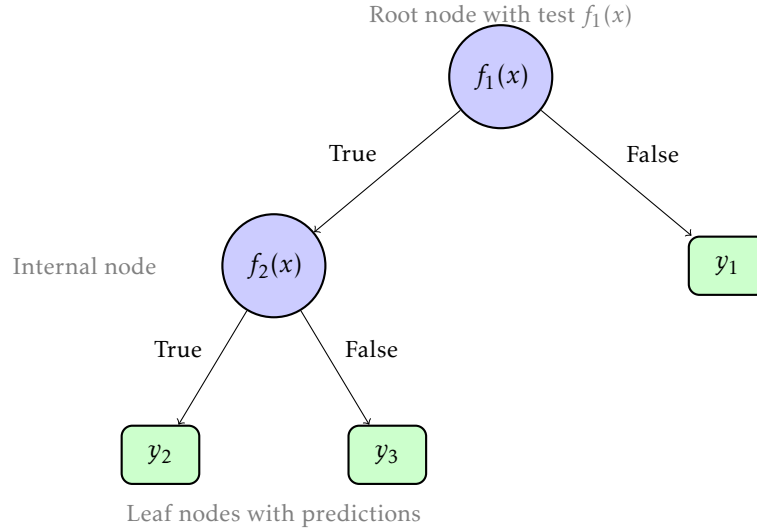 Root node with test f₁(x)
f₁(x)
True
False
Internal node
f₂(x)
y₁
True
False
y₂
y₃
Leaf nodes with predictions